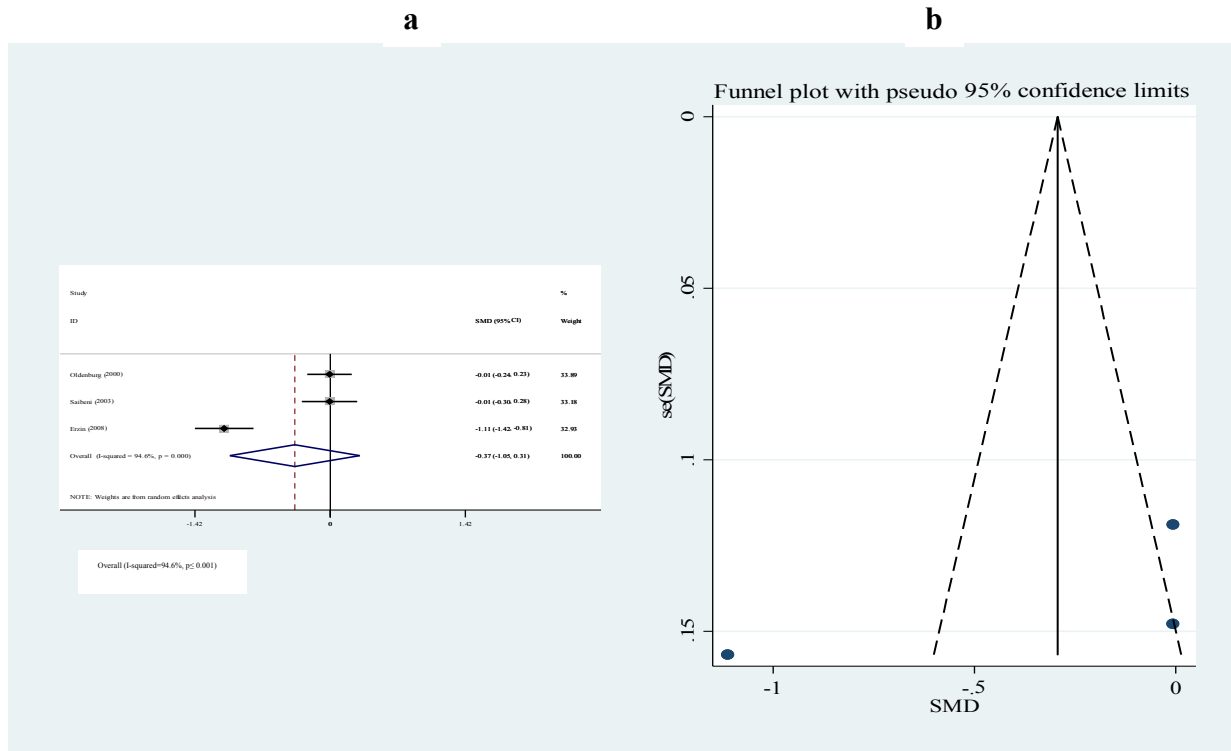 a
b
Study
%
ID
SMD (95% CI)
Weight
Oldenburg (2000)
-0.01 (-0.24, 0.23)
33.89
Saibeni (2003)
-0.01 (-0.30, 0.28)
33.18
Erzin (2008)
-1.11 (-1.42, -0.81)
32.93
Overall (I-squared = 94.6%, p = 0.000)
-0.37 (-1.05, 0.31)
100.00
NOTE: Weights are from random effects analysis
-1.42
0
1.42
Overall (I-squared=94.6%, p≤ 0.001)
Funnel plot with pseudo 95% confidence limits
0
.05
.1
.15
se(SMD)
-1
-.5
0
SMD